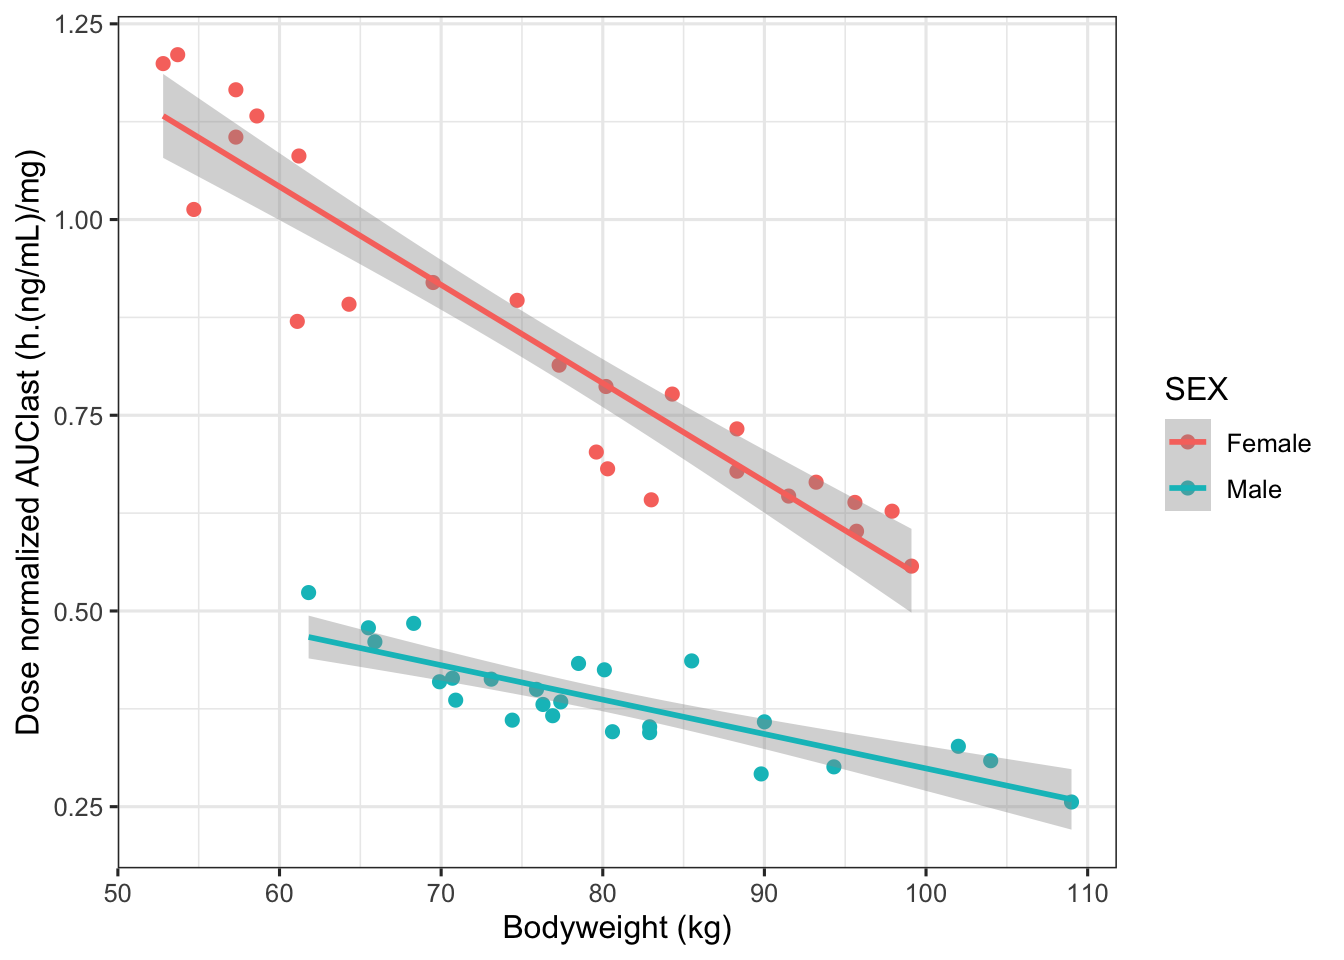 Dose normalized AUClast (h.(ng/mL)/mg)
1.25
1.00
0.75
0.50
0.25
50 60 70 80 90 100 110
Bodyweight (kg)
SEX
Female
Male